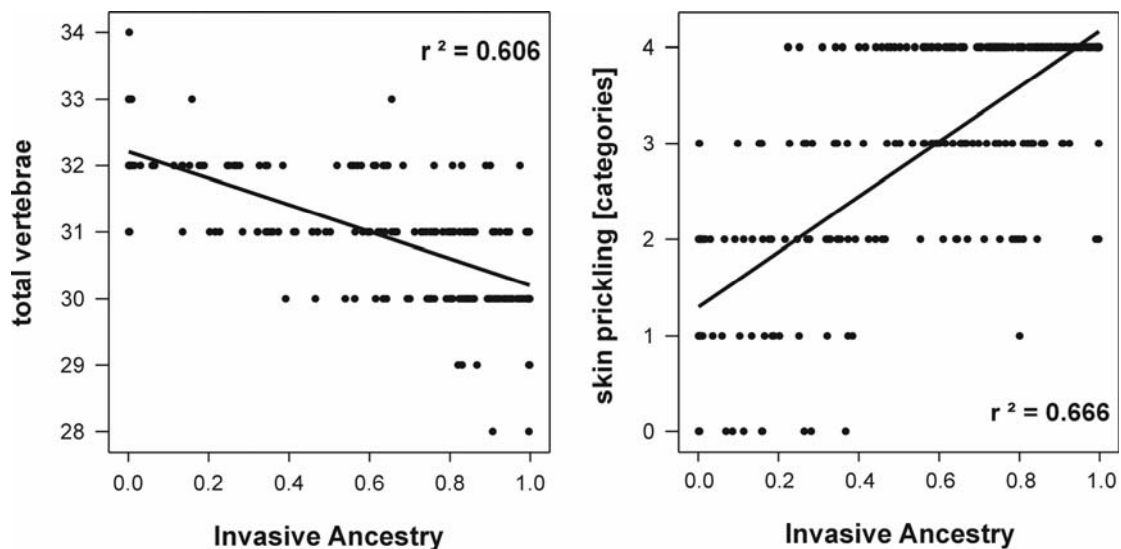 34
33
32
31
30
29
28
total vertebrae
r ² = 0.606
0.0 0.2 0.4 0.6 0.8 1.0
Invasive Ancestry
4
3
2
1
0
skin prickling [categories]
r ² = 0.666
0.0 0.2 0.4 0.6 0.8 1.0
Invasive Ancestry